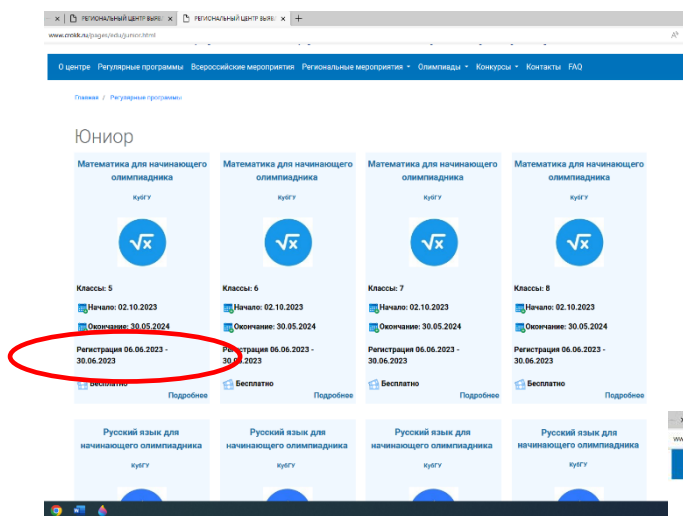 РЕГИОНАЛЬНЫЙ ЦЕНТР ВЫЯВ
РЕГИОНАЛЬНЫЙ ЦЕНТР ВЫЯВ
www.crokk.ru/pages/edu/junior.html
О центре Регулярные программы Всероссийские мероприятия Региональные мероприятия Олимпиады Конкурсы Контакты FAQ
Главная / Регулярные программы
Юниор
Математика для начинающего олимпиадника
КубГУ
√x
Классы: 5
Начало: 02.10.2023
Окончание: 30.05.2024
Регистрация 06.06.2023 -
30.06.2023
Бесплатно
Подробнее
Математика для начинающего олимпиадника
КубГУ
√x
Классы: 6
Начало: 02.10.2023
Окончание: 30.05.2024
Регистрация 06.06.2023 -
30.06.2023
Бесплатно
Подробнее
Математика для начинающего олимпиадника
КубГУ
√x
Классы: 7
Начало: 02.10.2023
Окончание: 30.05.2024
Регистрация 06.06.2023 -
30.06.2023
Бесплатно
Подробнее
Математика для начинающего олимпиадника
КубГУ
√x
Классы: 8
Начало: 02.10.2023
Окончание: 30.05.2024
Регистрация 06.06.2023 -
30.06.2023
Бесплатно
Подробнее
Русский язык для
начинающего олимпиадника
КубГУ
Русский язык для
начинающего олимпиадника
КубГУ
Русский язык для
начинающего олимпиадника
КубГУ
Русский язык для
начинающего олимпиадника
КубГУ